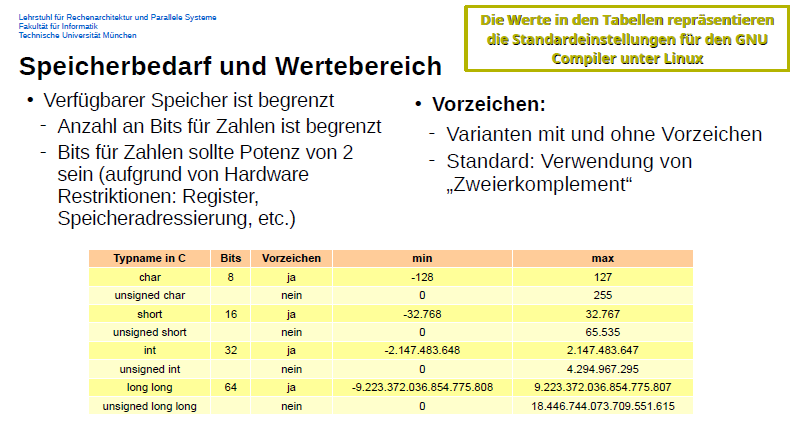 Lehrstuhl für Rechenarchitektur und Parallele Systeme
Fakultät für Informatik
Technische Universität München
Die Werte in den Tabellen repräsentieren
die Standardeinstellungen für den GNU
Compiler unter Linux
Speicherbedarf und Wertebereich
• Verfügbarer Speicher ist begrenzt
- Anzahl an Bits für Zahlen ist begrenzt
- Bits für Zahlen sollte Potenz von 2
sein (aufgrund von Hardware
Restriktionen: Register,
Speicheradressierung, etc.)
• Vorzeichen:
- Varianten mit und ohne Vorzeichen
- Standard: Verwendung von
„Zweierkomplement“
Typname in C Bits Vorzeichen min max
char 8 ja -128 127
unsigned char nein 0 255
short 16 ja -32.768 32.767
unsigned short nein 0 65.535
int 32 ja -2.147.483.648 2.147.483.647
unsigned int nein 0 4.294.967.295
long long 64 ja -9.223.372.036.854.775.808 9.223.372.036.854.775.807
unsigned long long nein 0 18.446.744.073.709.551.615